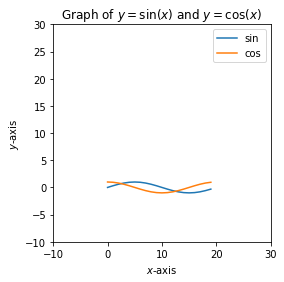 Graph of y = sin(x) and y = cos(x)
30
25
20
15
10
5
0
−5
−10
y-axis
sin
cos
−10 0 10 20 30
x-axis